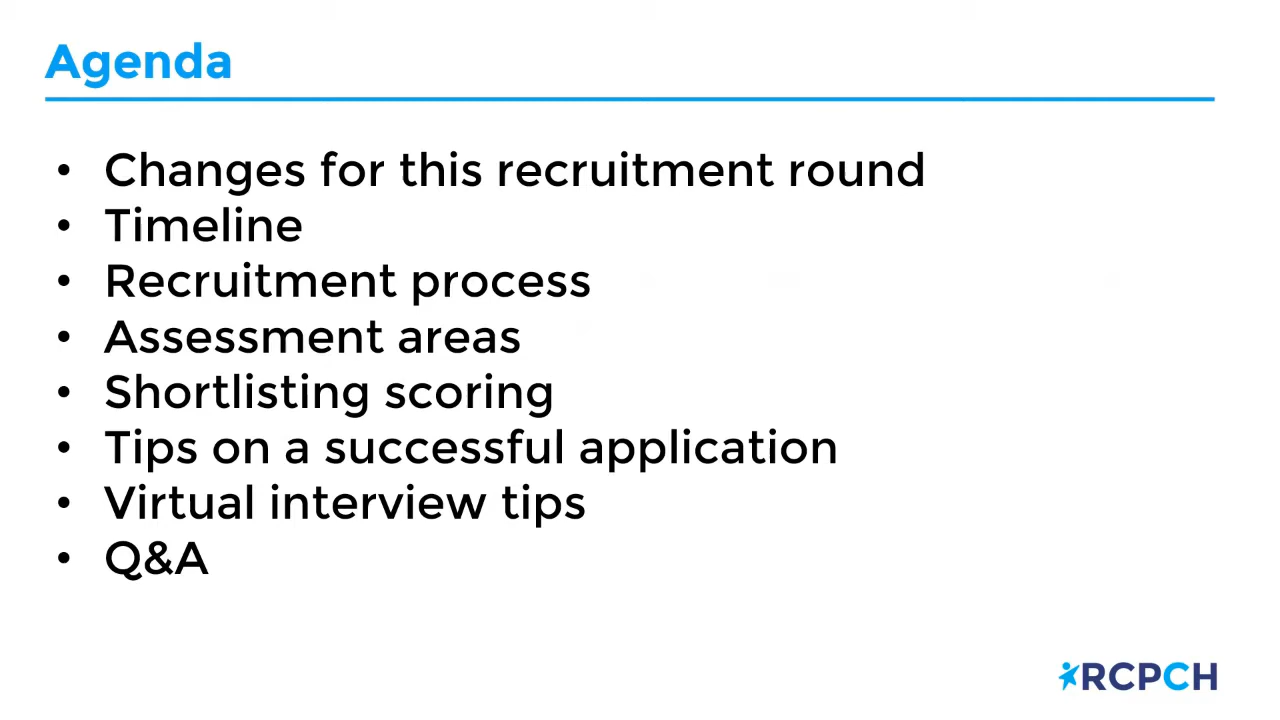 Agenda
• Changes for this recruitment round
• Timeline
• Recruitment process
• Assessment areas
• Shortlisting scoring
• Tips on a successful application
• Virtual interview tips
• Q&A
RCPCH